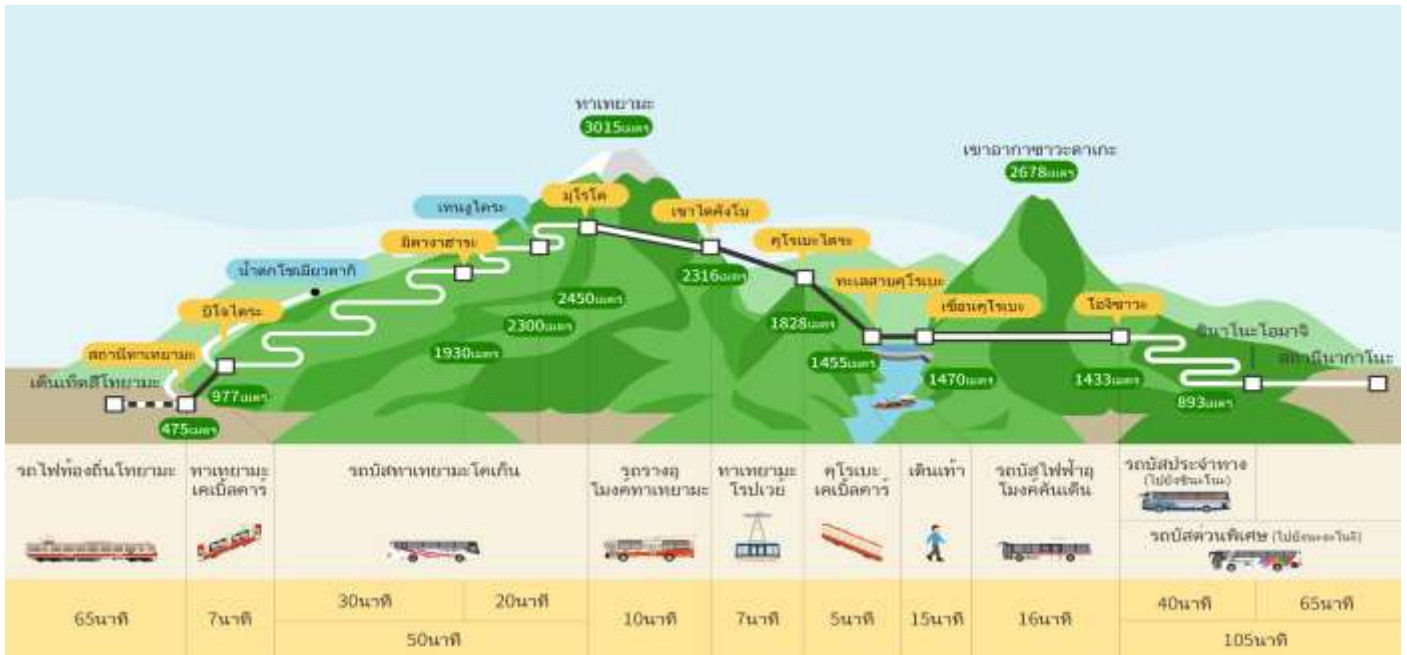 ทาเทยามะ
3015เมตร
เขาอากาซาวะดาเกะ
2678เมตร
มุโรโด
เทนงูไดระ
เขาไดคังโบ
มิดางาฮาระ
คุโรเบะไดระ
น้ำตกโชเมียวดากิ
2316เมตร
ทะเลสาบคุโรเบะ
2450เมตร
บิโจไดระ
เขื่อนคุโรเบะ
โองิซาวะ
2300เมตร
1828เมตร
ชินาโนะโอมาจิ
1930เมตร
สถานีทาเทยามะ
สถานีนากาโนะ
1455เมตร
เด็นเท็ตสึโทยามะ
1470เมตร
1433เมตร
977เมตร
893เมตร
475เมตร
รถไฟท้องถิ่นโทยามะ
ทาเทยามะ
เคเบิ้ลคาร์
รถบัสทาเทยามะโคเก็น
รถรางอุ
โมงค์ทาเทยามะ
ทาเทยามะ
โรปเวย์
คุโรเบะ
เคเบิ้ลคาร์
เดินเท้า
รถบัสไฟฟ้าอุ
โมงค์คันเด็น
รถบัสประจำทาง
รถบัสด่วนพิเศษ
65นาที
7นาที
30นาที
20นาที
50นาที
10นาที
7นาที
5นาที
15นาที
16นาที
40นาที
65นาที
105นาที